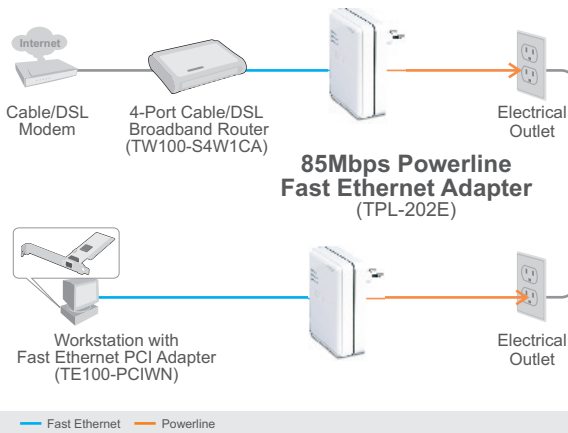 Internet
Cable/DSL
Modem
4-Port Cable/DSL
Broadband Router
(TW100-S4W1CA)
Electrical
Outlet
85Mbps Powerline
Fast Ethernet Adapter
(TPL-202E)
Workstation with
Fast Ethernet PCI Adapter
(TE100-PCIWN)
Electrical
Outlet
Fast Ethernet
Powerline